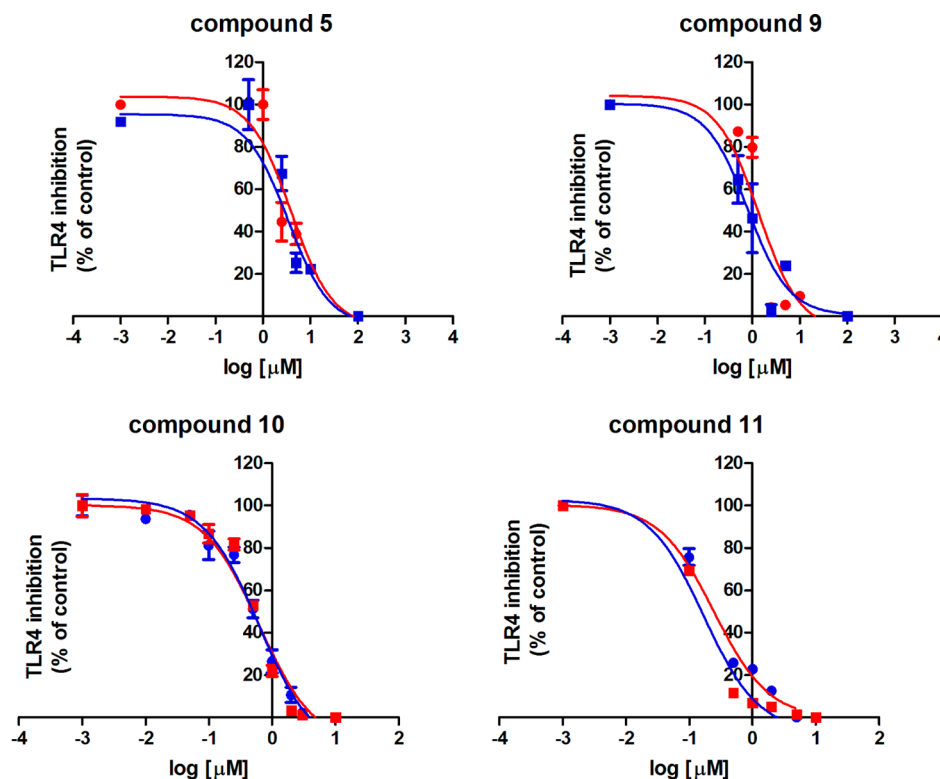 compound 5
TLR4 inhibition
(% of control)
120
100
80
60
40
20
-4 -3 -2 -1 0 1 2 3 4
log [μM]
compound 9
TLR4 inhibition
(% of control)
120
100
80
60
40
20
-4 -3 -2 -1 0 1 2 3 4
log [μM]
compound 10
TLR4 inhibition
(% of control)
120
100
80
60
40
20
-4 -3 -2 -1 0 1 2
log [μM]
compound 11
TLR4 inhibition
(% of control)
120
100
80
60
40
20
-4 -3 -2 -1 0 1 2
log [μM]